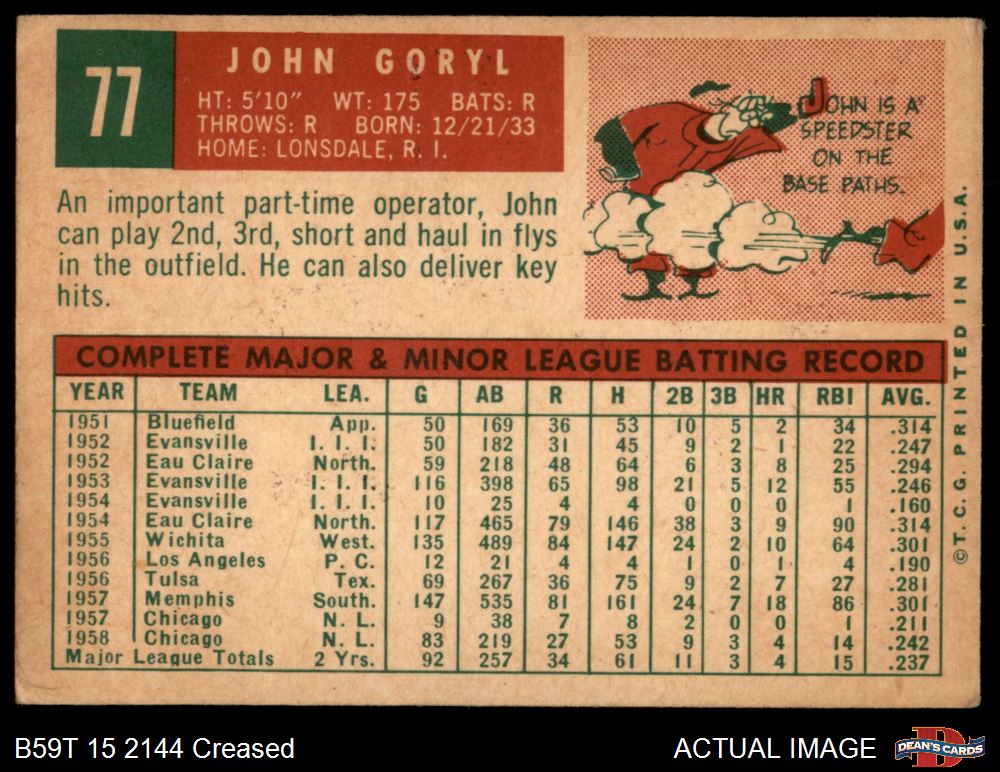 77
JOHN GORYL
HT: 5'10" WT: 175 BATS: R
THROWS: R BORN: 12/21/33
HOME: LONSDALE, R. I.
JOHN IS A
SPEEDSTER
ON THE
BASE PATHS.
An important part-time operator, John
can play 2nd, 3rd, short and haul in flys
in the outfield. He can also deliver key
hits.
COMPLETE MAJOR & MINOR LEAGUE BATTING RECORD
YEAR TEAM LEA. G AB R H 2B 3B HR RBI AVG.
1951 Bluefield App. 50 169 36 53 10 5 2 34 .314
1952 Evansville I. I. I. 50 182 31 45 9 2 1 22 .247
1952 Eau Claire North. 59 218 48 64 6 3 8 25 .294
1953 Evansville I. I. I. 116 398 65 98 21 5 12 55 .246
1954 Evansville I. I. I. 10 25 4 4 0 0 0 1 .160
1954 Eau Claire North. 117 465 79 146 38 3 9 90 .314
1955 Wichita West. 135 489 84 147 24 2 10 64 .301
1956 Los Angeles P. C. 12 21 4 4 1 0 1 4 .190
1956 Tulsa Tex. 69 267 36 75 9 2 7 27 .281
1957 Memphis South. 147 535 81 161 24 7 18 86 .301
1957 Chicago N. L. 9 38 7 8 2 0 0 1 .211
1958 Chicago N. L. 83 219 27 53 9 3 4 14 .242
Major League Totals 2 Yrs. 92 257 34 61 11 3 4 15 .237
©T. C. G. PRINTED IN U.S.A.
B59T 15 2144 Creased
ACTUAL IMAGE
DEAN'S CARDS